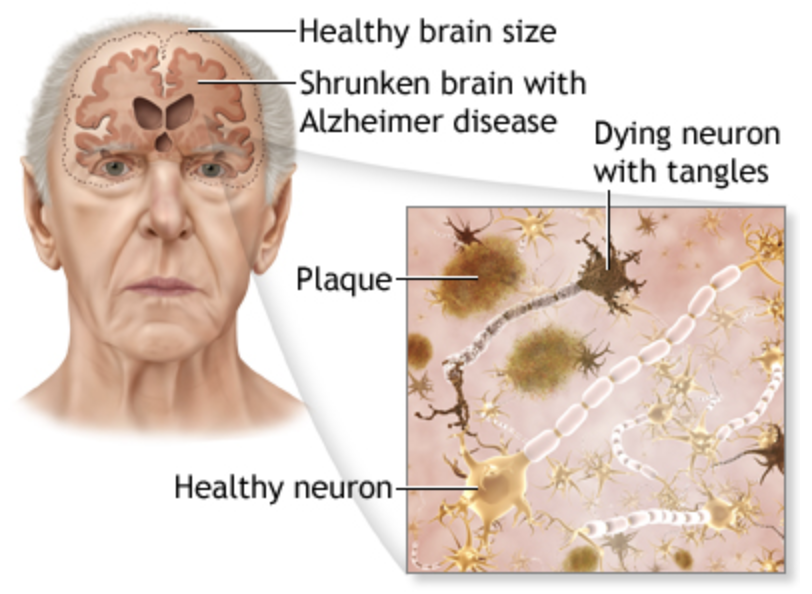 Healthy brain size
Shrunken brain with
Alzheimer disease
Dying neuron
with tangles
Plaque
Healthy neuron